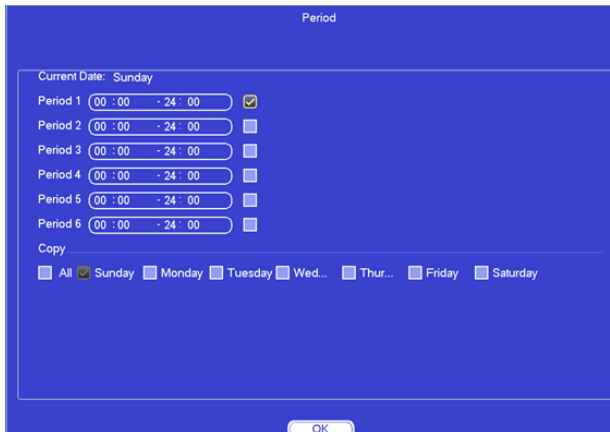 Period
Current Date: Sunday
Period 1 00 : 00 - 24 : 00
Period 2 00 : 00 - 24 : 00
Period 3 00 : 00 - 24 : 00
Period 4 00 : 00 - 24 : 00
Period 5 00 : 00 - 24 : 00
Period 6 00 : 00 - 24 : 00
Copy
All Sunday Monday Tuesday Wed... Thur... Friday Saturday
OK